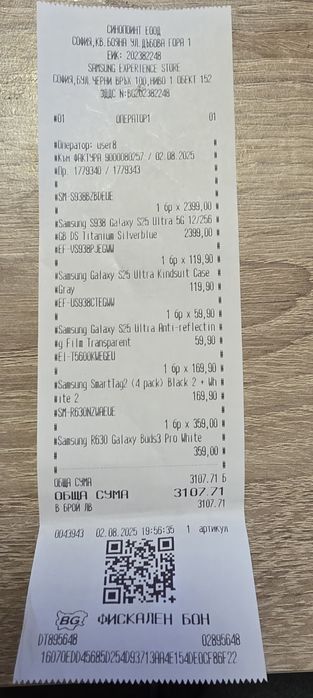 СИНОПОИНТ ЕООД
СОФИЯ,КВ.БОЯНА УЛ.ДЪБОВА ГОРА 1
ЕИК: 202382248
SAMSUNG EXPERIENCE STORE
СОФИЯ,БУЛ.ЧЕРНИ ВРЪХ 100,НИВО 1 ОБЕКТ 152
ЗДДС N:BG202382248
#01 ОПЕРАТОР1 01
#Оператор: user8 #
#Към ФАКТУРА 9000086257 / 02.08.2025 #
#Пр. 1779340 / 1779343 #
# #
#SM-S938BZBDEUE #
# 1 бр x 2399,00 #
#Samsung S938 Galaxy S25 Ultra 5G 12/256 #
#GB DS Titanium Silverblue 2399,00 #
#EF-US938PJEGWW #
# 1 бр x 119,90 #
#Samsung Galaxy S25 Ultra Kindsuit Case #
#Gray 119,90 #
#EF-US938CTEGWW #
# 1 бр x 59,90 #
#Samsung Galaxy S25 Ultra Anti-reflectin #
#g Film Transparent 59,90 #
#EI-T5600KWEGEU #
# 1 бр x 169,90 #
#Samsung SmartTag2 (4 pack) Black 2 + Wh #
#ite 2 169,90 #
#SM-R630NZWAEUE #
# 1 бр x 359,00 #
#Samsung R630 Galaxy Buds3 Pro White #
# 359,00 #
# #
ОБЩА СУМА 3107.71 Б
ОБЩА СУМА 3107.71
В БРОЙ ЛВ 3107.71
0043943 02.08.2025 19:56:35 1 артикул
BG ФИСКАЛЕН БОН
DT895648 02895648